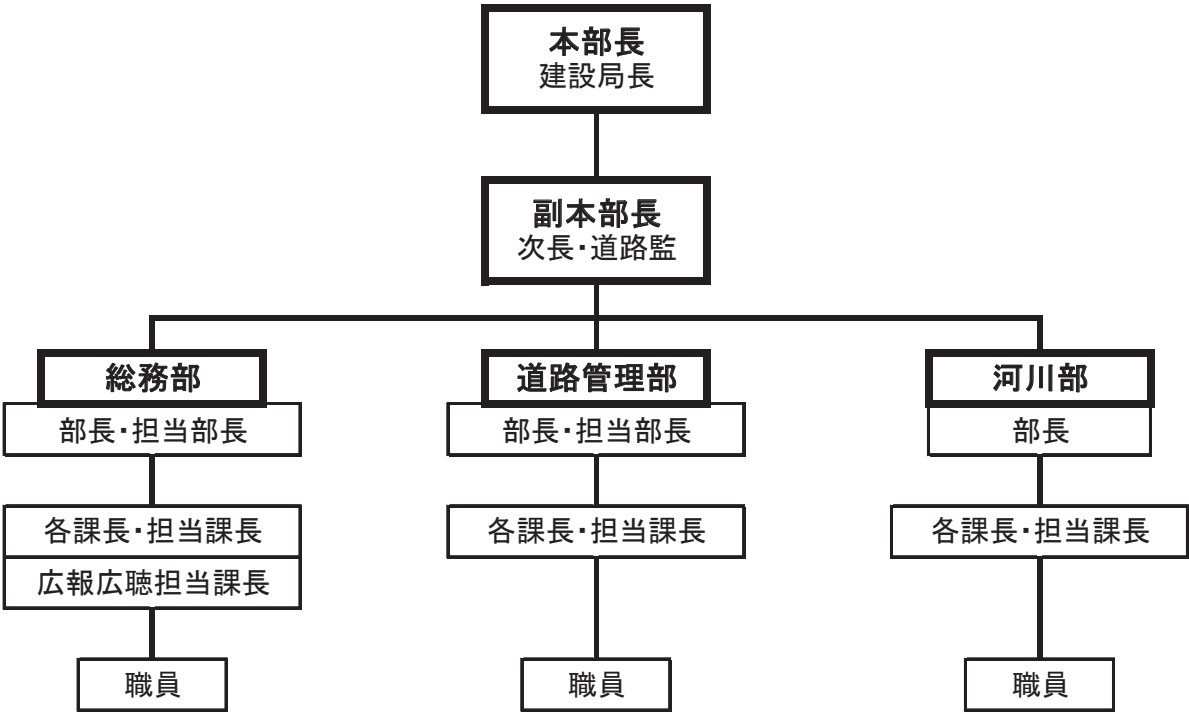 本部長
建設局長
副本部長
次長・道路監
総務部
部長・担当部長
各課長・担当課長
広報広聴担当課長
職員
道路管理部
部長・担当部長
各課長・担当課長
職員
河川部
部長
各課長・担当課長
職員